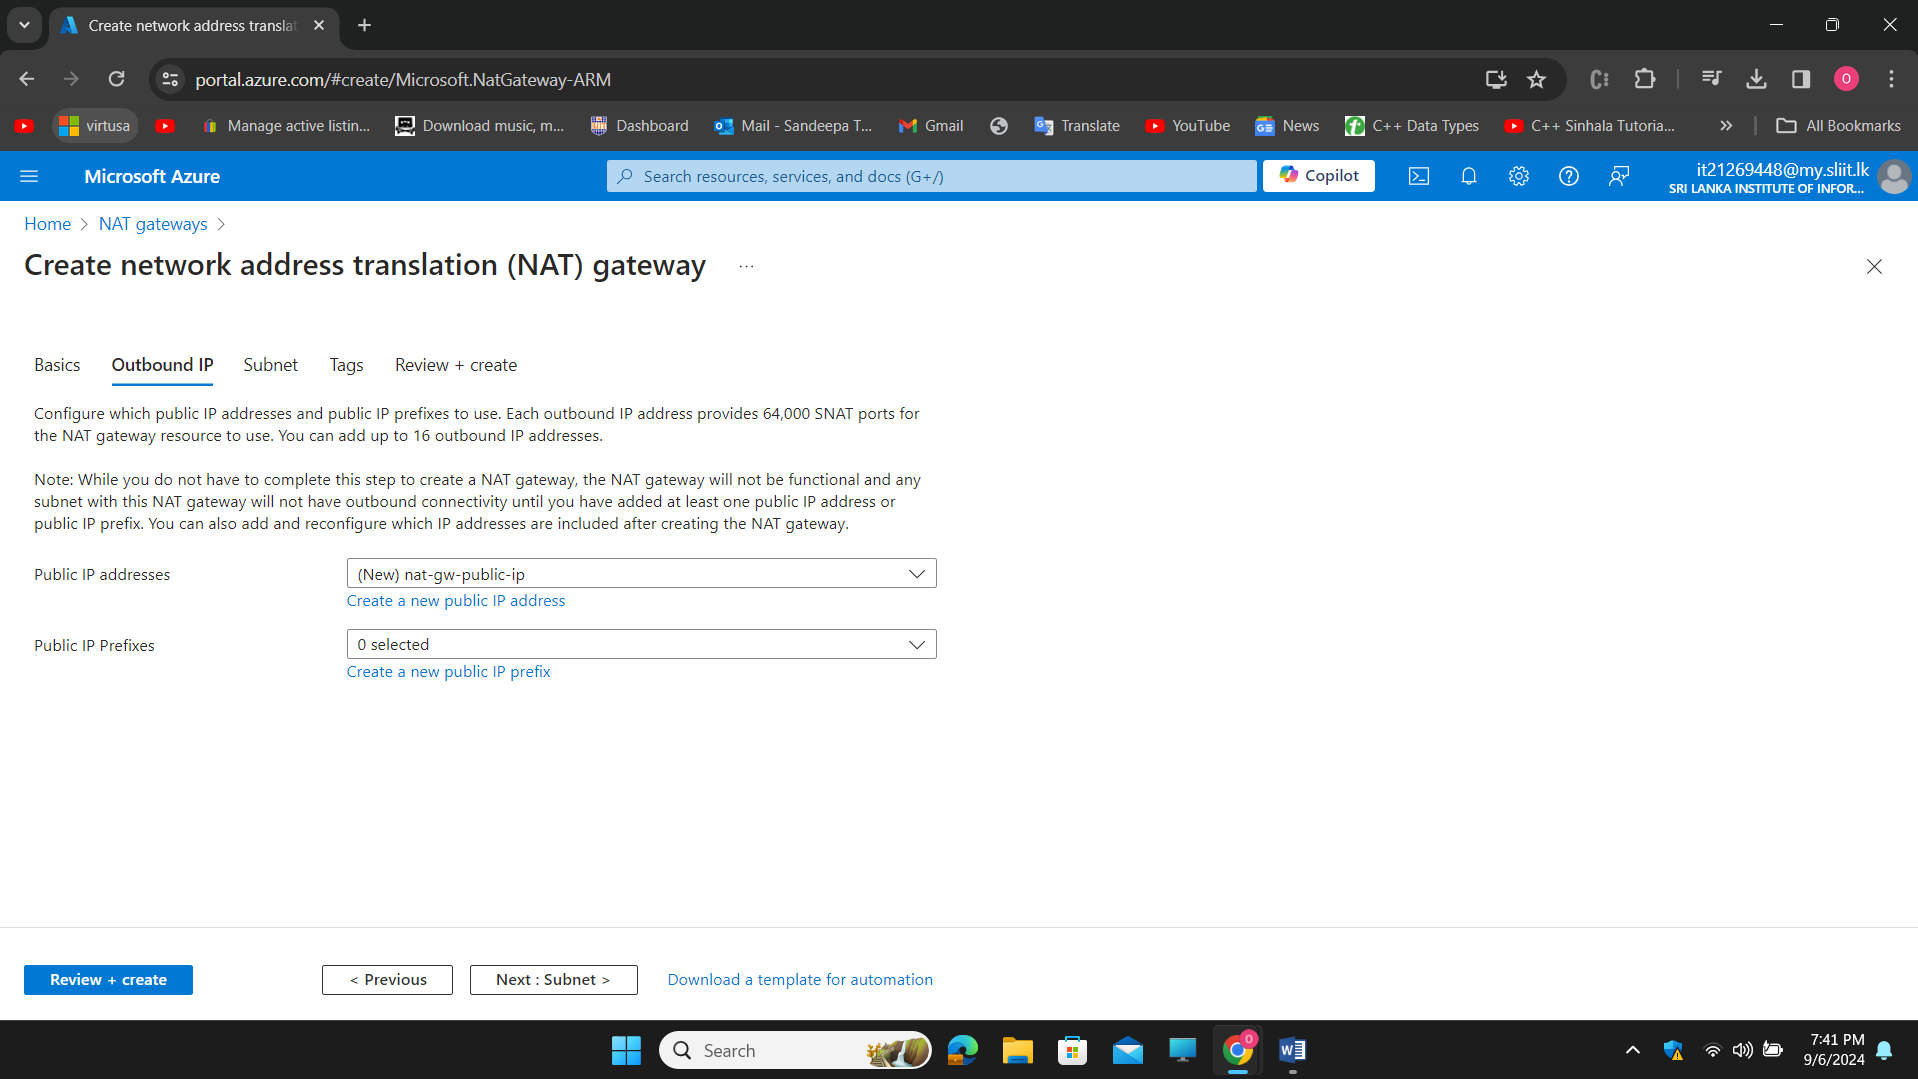 Create network address translat
portal.azure.com/#create/Microsoft.NatGateway-ARM
O
virtusa
Manage active listin...
Download music, m...
Dashboard
Mail - Sandeepa T...
Gmail
Translate
YouTube
News
C++ Data Types
C++ Sinhala Tutoria...
All Bookmarks
Microsoft Azure
Search resources, services, and docs (G+/)
Copilot
it21269448@my.sliit.lk
SRI LANKA INSTITUTE OF INFOR...
Home > NAT gateways >
Create network address translation (NAT) gateway ...
Basics Outbound IP Subnet Tags Review + create
Configure which public IP addresses and public IP prefixes to use. Each outbound IP address provides 64,000 SNAT ports for
the NAT gateway resource to use. You can add up to 16 outbound IP addresses.
Note: While you do not have to complete this step to create a NAT gateway, the NAT gateway will not be functional and any
subnet with this NAT gateway will not have outbound connectivity until you have added at least one public IP address or
public IP prefix. You can also add and reconfigure which IP addresses are included after creating the NAT gateway.
Public IP addresses
(New) nat-gw-public-ip
Create a new public IP address
Public IP Prefixes
0 selected
Create a new public IP prefix
Review + create
< Previous
Next : Subnet >
Download a template for automation
Search
7:41 PM
9/6/2024